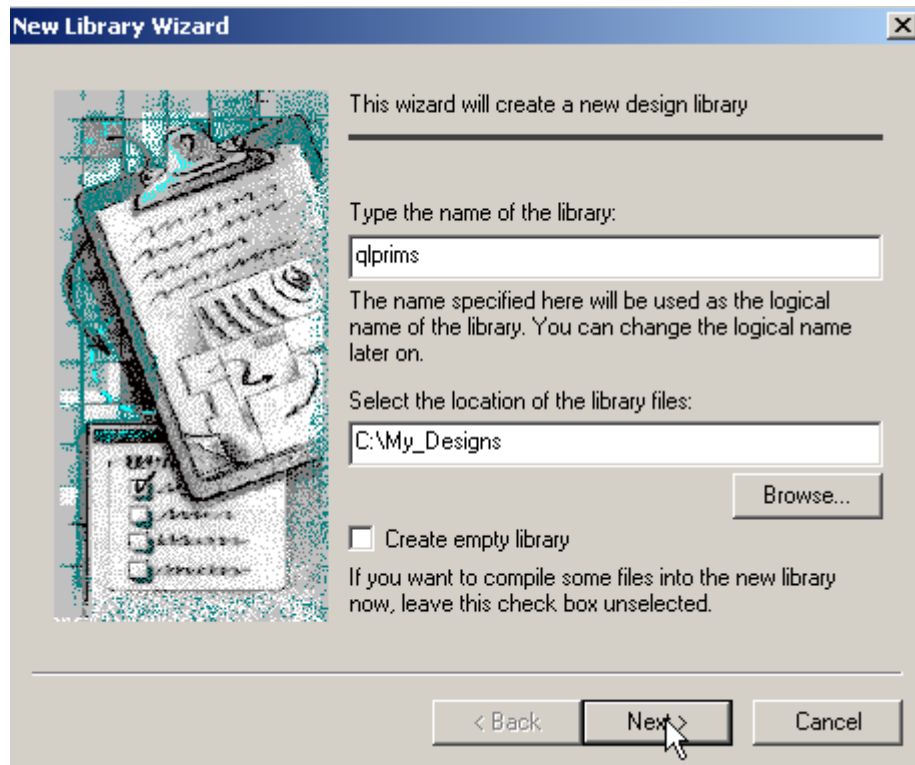 New Library Wizard
This wizard will create a new design library
Type the name of the library:
qlprims
The name specified here will be used as the logical
name of the library. You can change the logical name
later on.
Select the location of the library files:
C:\My_Designs
Browse...
Create empty library
If you want to compile some files into the new library
now, leave this check box unselected.
< Back
Next >
Cancel